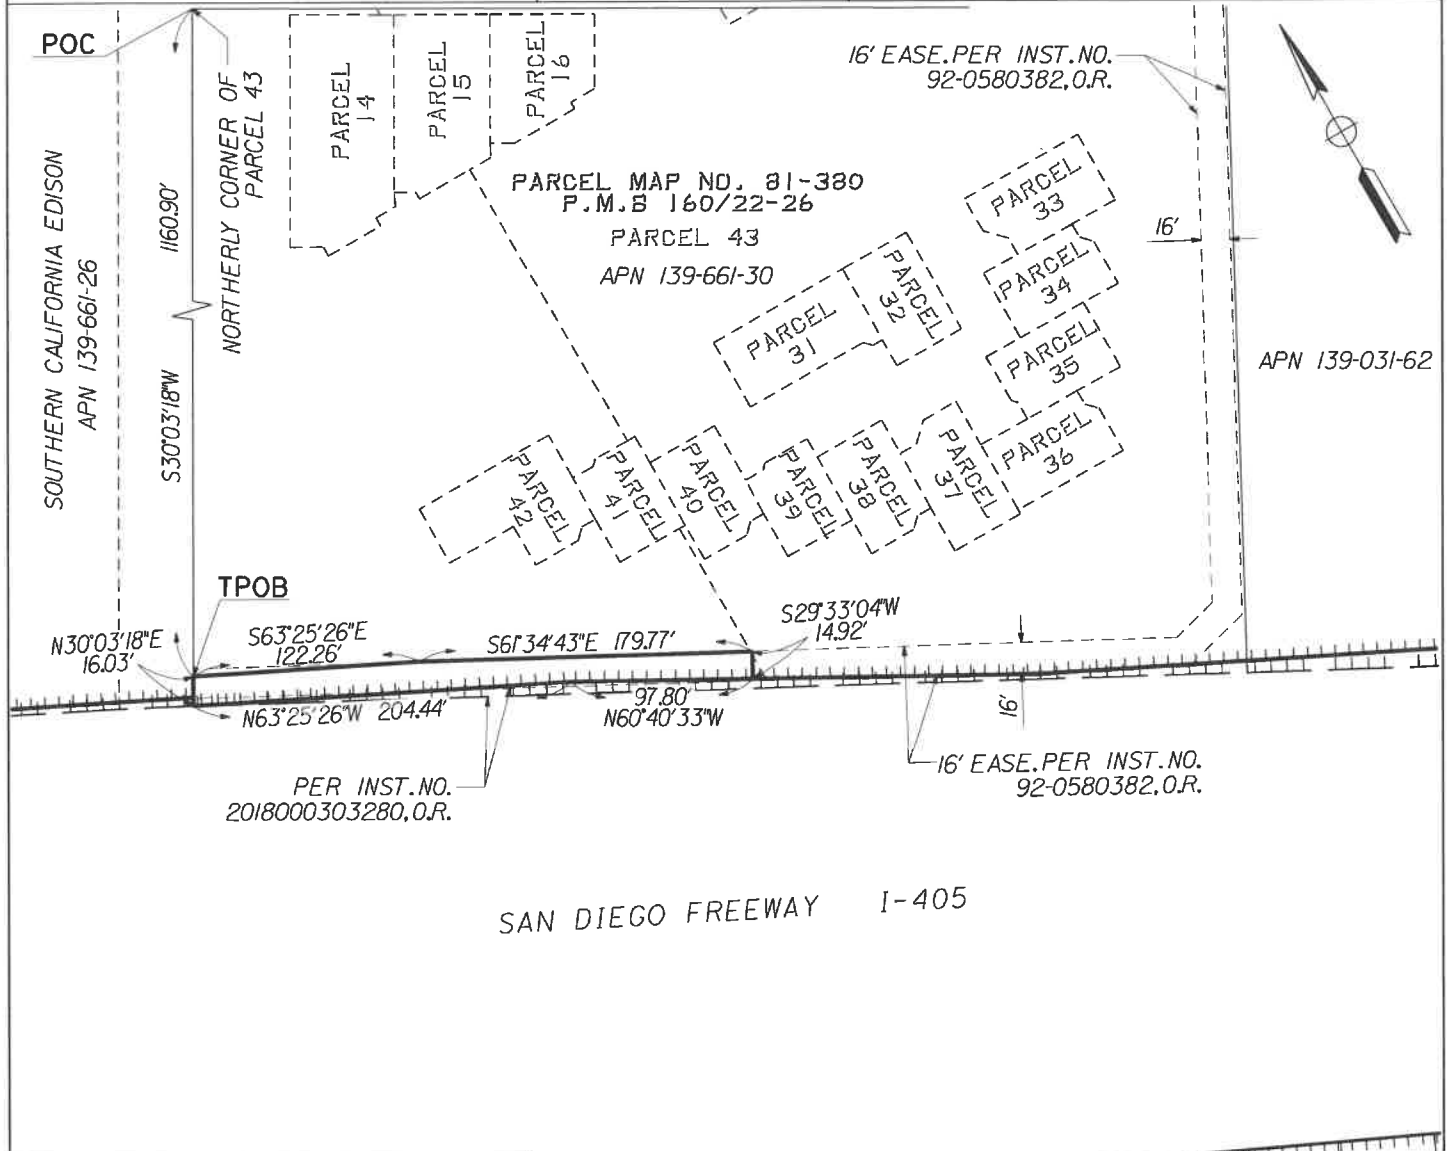 POC
NORTHERLY CORNER OF
PARCEL 43
SOUTHERN CALIFORNIA EDISON
APN 139-661-26
1160.90'
S30°03'18"W
PARCEL
14
PARCEL
15
PARCEL
16
16' EASE.PER INST.NO.
92-0580382,O.R.
PARCEL MAP NO. 81-380
P.M.B 160/22-26
PARCEL 43
APN 139-661-30
PARCEL
33
16'
PARCEL
34
PARCEL
32
PARCEL
31
PARCEL
35
APN 139-031-62
PARCEL
36
PARCEL
37
PARCEL
38
PARCEL
39
PARCEL
40
PARCEL
41
PARCEL
42
TPOB
N30°03'18"E
16.03'
S63°25'26"E
122.26'
S61°34'43"E 179.77'
S29°33'04"W
14.92'
N63°25'26"W 204.44'
97.80'
N60°40'33"W
16'
PER INST.NO.
2018000303280,O.R.
16' EASE.PER INST.NO.
92-0580382,O.R.
SAN DIEGO FREEWAY I-405